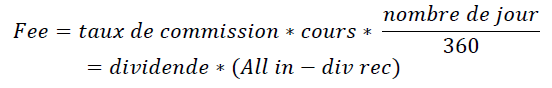 Fee = taux de commission * cours * nombre de jour / 360
= dividende * (All in − div rec)